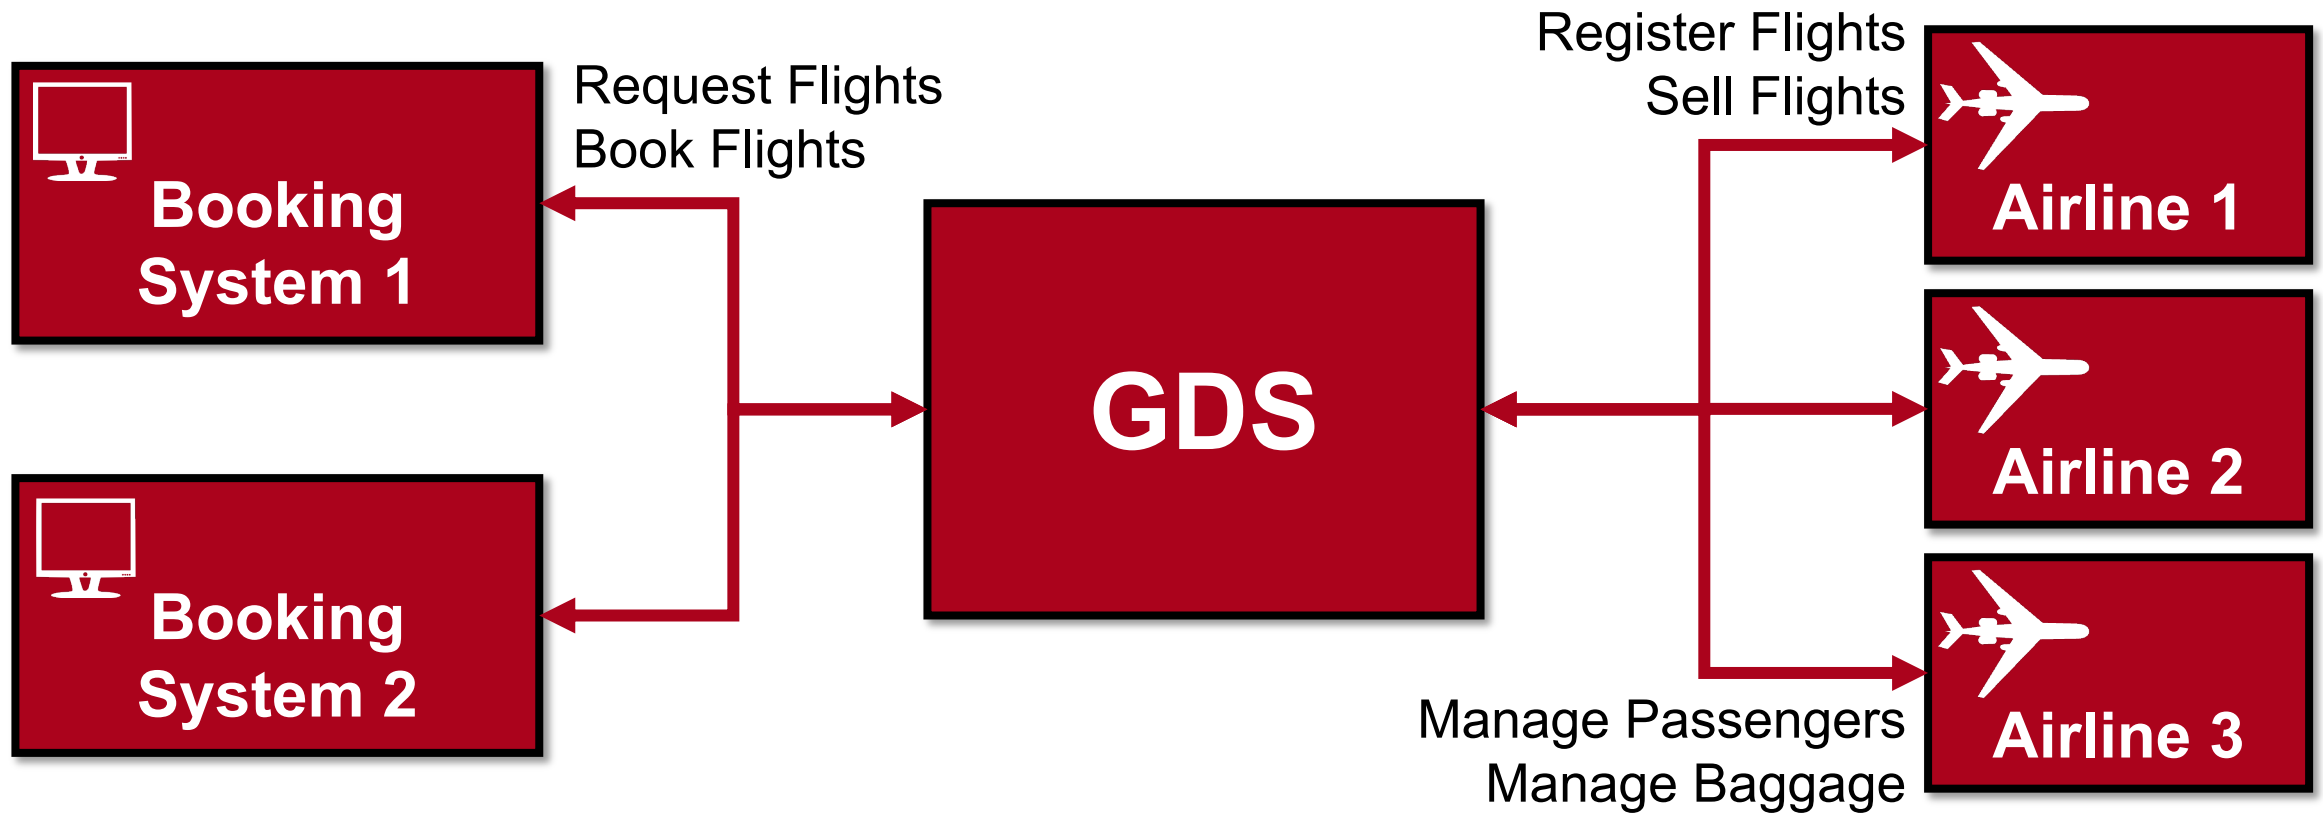 Request Flights
Book Flights
Booking
System 1
Booking
System 2
GDS
Register Flights
Sell Flights
Airline 1
Airline 2
Airline 3
Manage Passengers
Manage Baggage